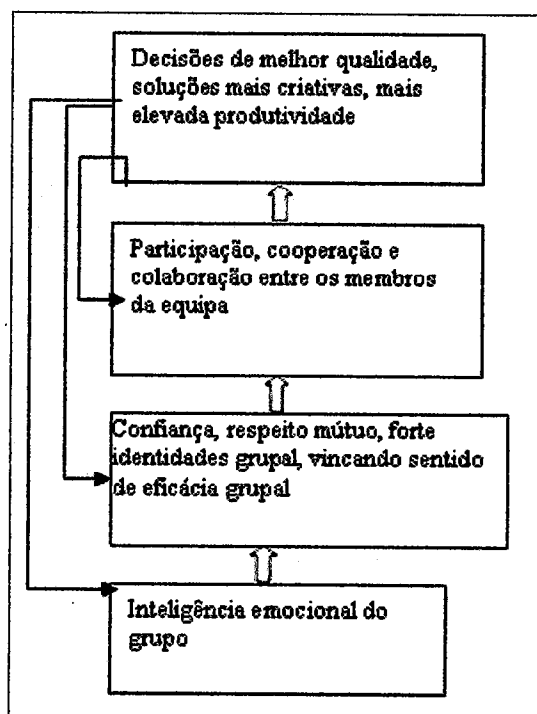 Decisões de melhor qualidade,
soluções mais criativas, mais
elevada produtividade
Participação, cooperação e
colaboração entre os membros
da equipa
Confiança, respeito mútuo, forte
identidades grupal, vincando sentido
de eficácia grupal
Inteligência emocional do
grupo